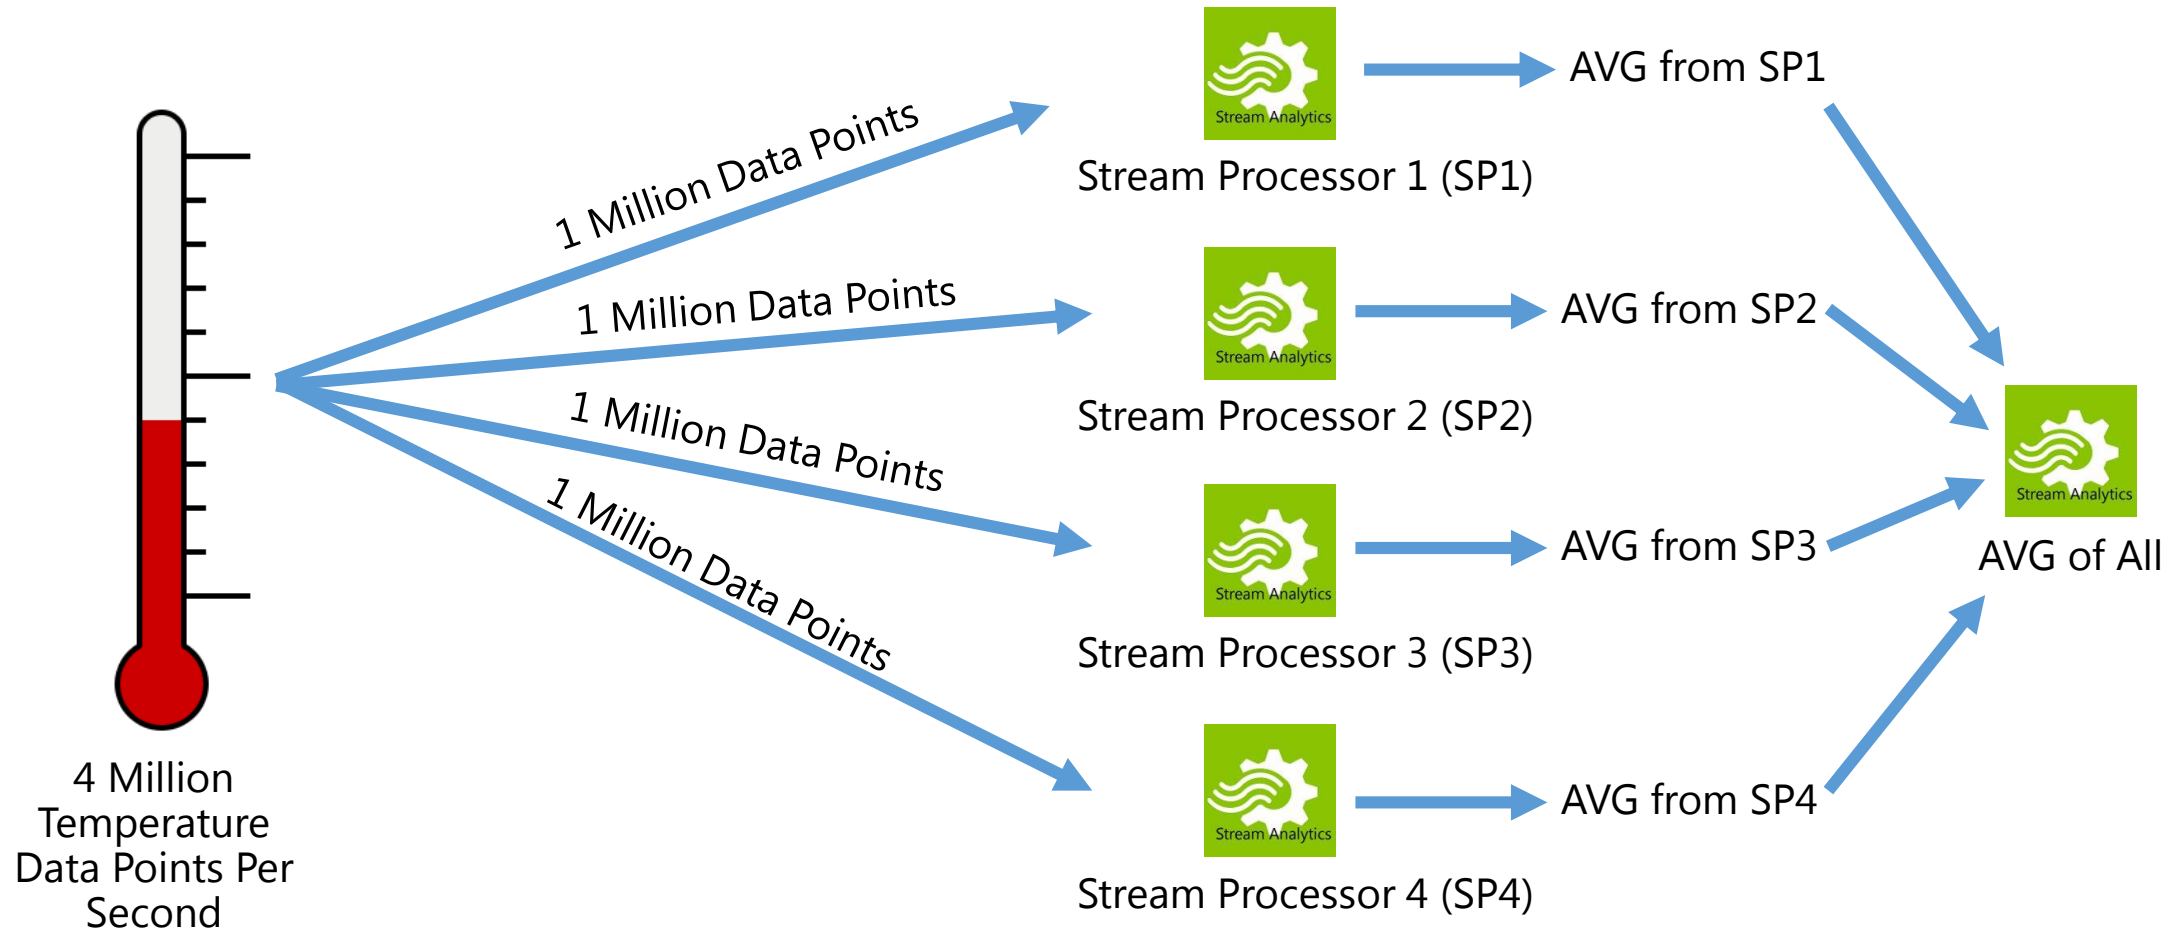 4 Million
Temperature
Data Points Per
Second
1 Million Data Points
1 Million Data Points
1 Million Data Points
1 Million Data Points
Stream Analytics
Stream Processor 1 (SP1)
AVG from SP1
Stream Analytics
Stream Processor 2 (SP2)
AVG from SP2
Stream Analytics
Stream Processor 3 (SP3)
AVG from SP3
Stream Analytics
Stream Processor 4 (SP4)
AVG from SP4
Stream Analytics
AVG of All